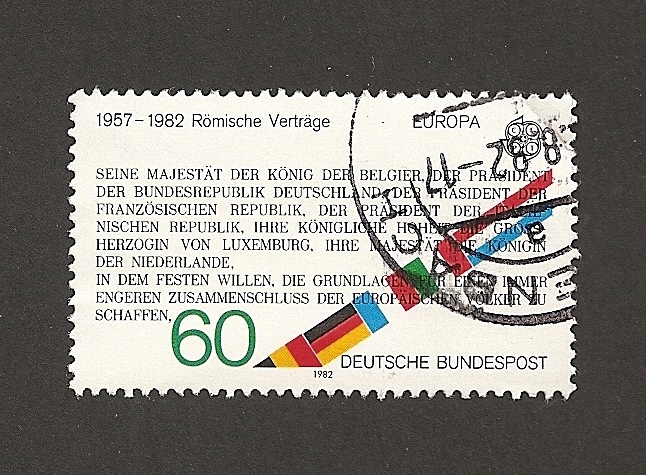 1957–1982 Römische Verträge EUROPA
SEINE MAJESTÄT DER KÖNIG DER BELGIER, DER PRÄSIDENT
DER BUNDESREPUBLIK DEUTSCHLAND, DER PRÄSIDENT DER
FRANZÖSISCHEN REPUBLIK, DER PRÄSIDENT DER ITALIE-
NISCHEN REPUBLIK, IHRE KÖNIGLICHE HOHEIT DIE GROSS-
HERZOGIN VON LUXEMBURG, IHRE MAJESTÄT DIE KÖNIGIN
DER NIEDERLANDE,
IN DEM FESTEN WILLEN, DIE GRUNDLAGEN FÜR EINEN IMMER
ENGEREN ZUSAMMENSCHLUSS DER EUROPÄISCHEN VÖLKER ZU
SCHAFFEN,
60
DEUTSCHE BUNDESPOST
1982